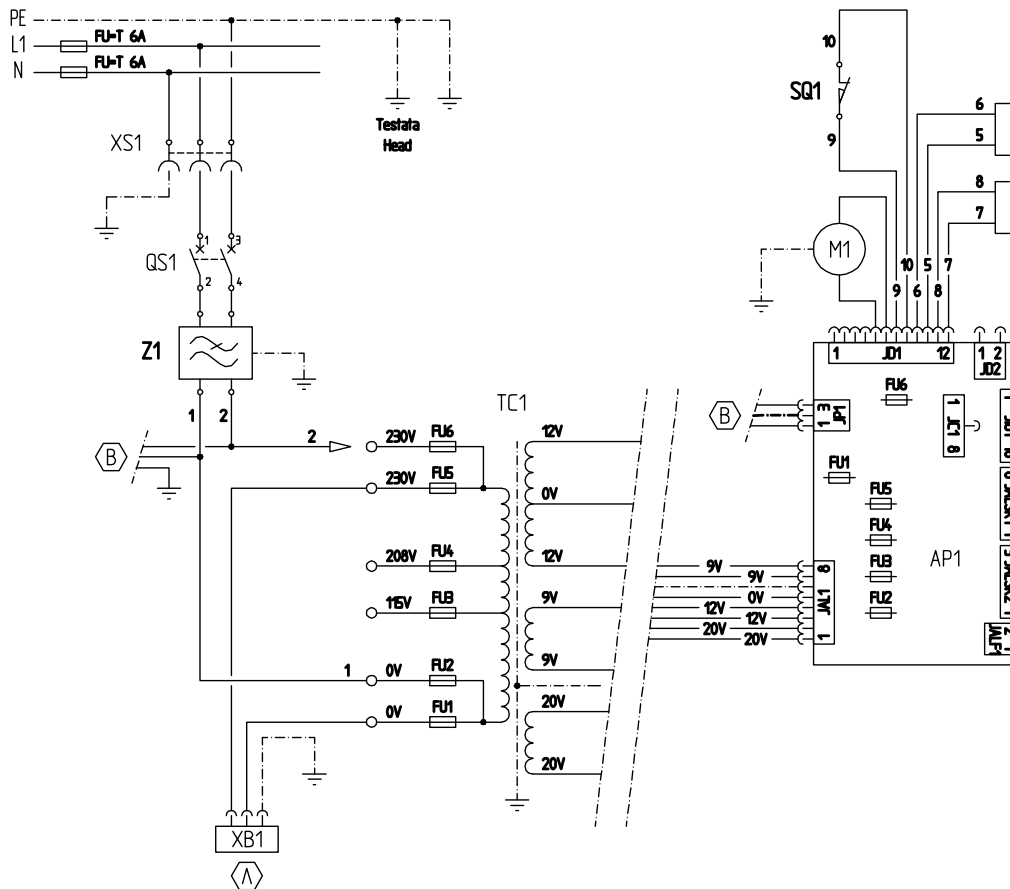 PE
L1 FU=T 6A
N FU=T 6A
Testata
Head
XS1
QS1
1 3
2 4
Z1
1 2
B
2
TC1
230V FU6
230V FU5
208V FU4
115V FU3
1 0V FU2
0V FU1
12V
0V
12V
9V
9V
20V
20V
XB1
A
10
SQ1
9
M1
6
5
8
7
10 5 7
9 6 8
1 JD1 12
1 2
JD2
B
3
JP1
1
FU6
1 JC1 8
FU1
FU5
FU4
FU3
FU2
AP1
9V
9V
0V
12V
12V
20V
20V
8
JAL1
1
2 1
JALF1